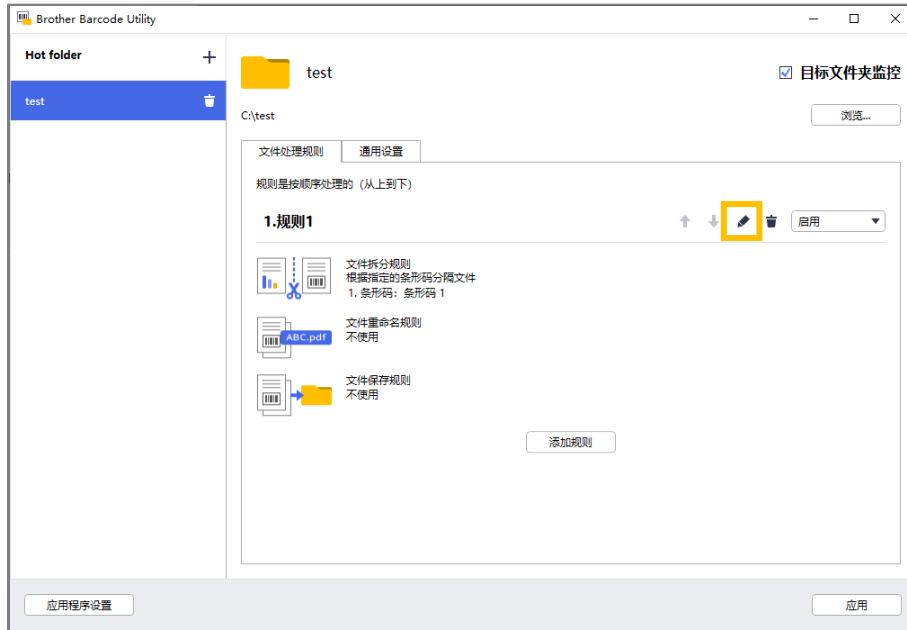 Brother Barcode Utility
Hot folder
test
test
目标文件夹监控
C:\test
浏览...
文件处理规则
通用设置
规则是按顺序处理的（从上到下）
1.规则1
启用
文件拆分规则
根据指定的条形码分隔文件
1. 条形码：条形码 1
文件重命名规则
不使用
ABC.pdf
文件保存规则
不使用
添加规则
应用程序设置
应用